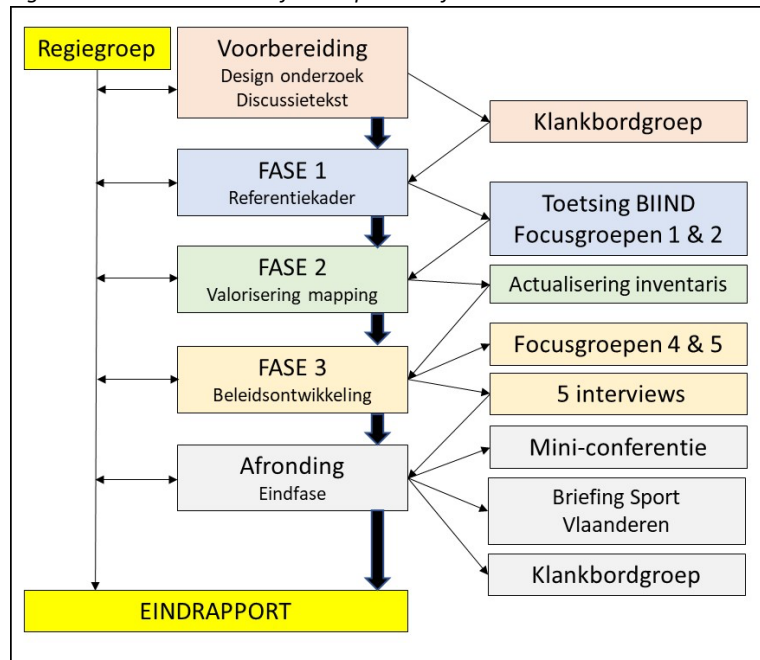 Regiegroep
Voorbereiding
Design onderzoek
Discussietekst
Klankbordgroep
FASE 1
Referentiekader
Toetsing BIIND
Focusgroepen 1 & 2
FASE 2
Valorisering mapping
Actualisering inventaris
FASE 3
Beleidsontwikkeling
Focusgroepen 4 & 5
5 interviews
Afronding
Eindfase
Mini-conferentie
Briefing Sport
Vlaanderen
Klankbordgroep
EINDRAPPORT